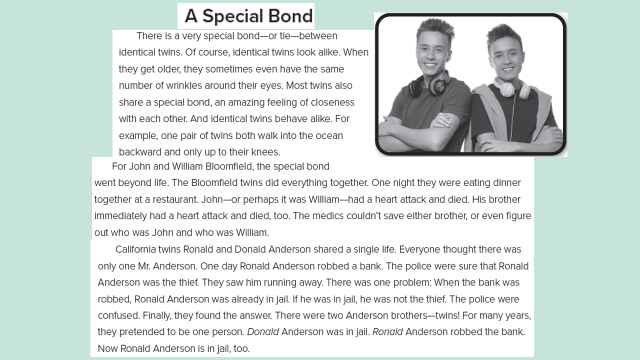 A Special Bond
There is a very special bond—or tie—between
identical twins. Of course, identical twins look alike. When
they get older, they sometimes even have the same
number of wrinkles around their eyes. Most twins also
share a special bond, an amazing feeling of closeness
with each other. And identical twins behave alike. For
example, one pair of twins both walk into the ocean
backward and only up to their knees.
For John and William Bloomfield, the special bond
went beyond life. The Bloomfield twins did everything together. One night they were eating dinner
together at a restaurant. John—or perhaps it was William—had a heart attack and died. His brother
immediately had a heart attack and died, too. The medics couldn't save either brother, or even figure
out who was John and who was William.
California twins Ronald and Donald Anderson shared a single life. Everyone thought there was
only one Mr. Anderson. One day Ronald Anderson robbed a bank. The police were sure that Ronald
Anderson was the thief. They saw him running away. There was one problem: When the bank was
robbed, Ronald Anderson was already in jail. If he was in jail, he was not the thief. The police were
confused. Finally, they found the answer. There were two Anderson brothers—twins! For many years,
they pretended to be one person. Donald Anderson was in jail. Ronald Anderson robbed the bank.
Now Ronald Anderson is in jail, too.